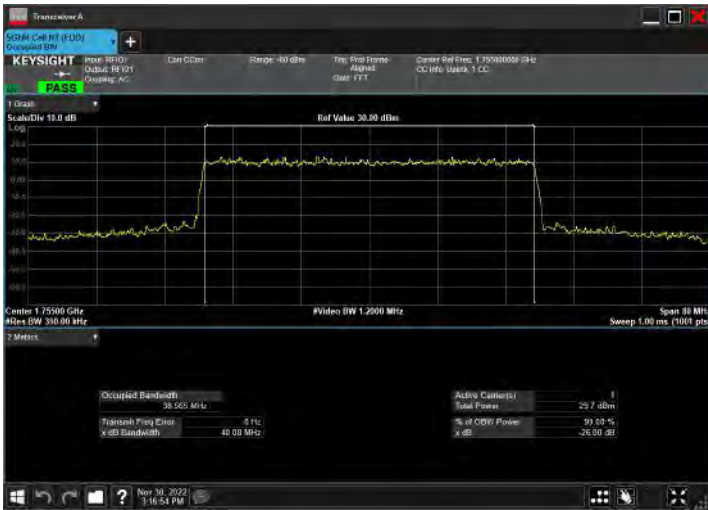 Transceiver A
5GNR Cell NT (FDD)
Occupied BW
+
KEYSIGHT Input: RFIO1 Corr CCorr Range: -60 dBm Trig: First Frame Center Ref Freq: 1.755000000 GHz
Output: RFIO1 Aligned CC Info: Uplink, 1 CC
Coupling: AC Gate: FFT
PASS
1 Graph
Scale/Div 10.0 dB Ref Value 30.00 dBm
Log
Center 1.75500 GHz #Video BW 1.2000 MHz Span 80 MHz
#Res BW 390.00 kHz Sweep 1.00 ms (1001 pts
2 Metrics
Occupied Bandwidth Active Carrier(s) 1
38.565 MHz Total Power 29.7 dBm
Transmit Freq Error 0 Hz % of OBW Power 99.00 %
x dB Bandwidth 40.08 MHz x dB -26.00 dB
? Nov 30, 2022
3:16:54 PM